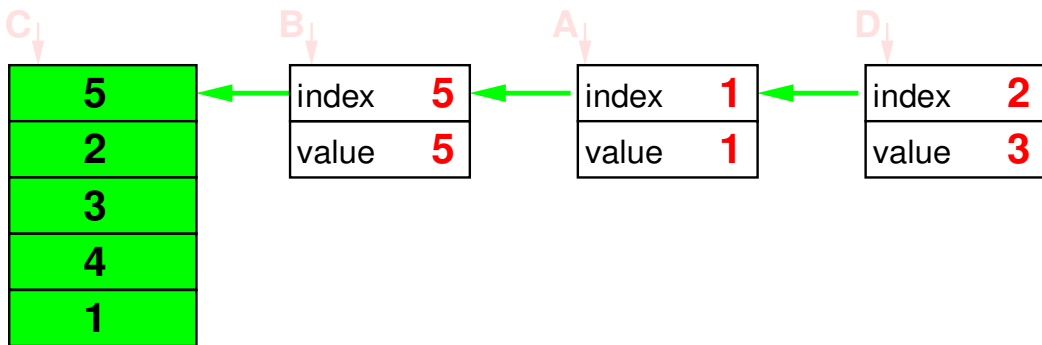 C B A D
5 index 5 index 1 index 2
2 value 5 value 1 value 3
3
4
1